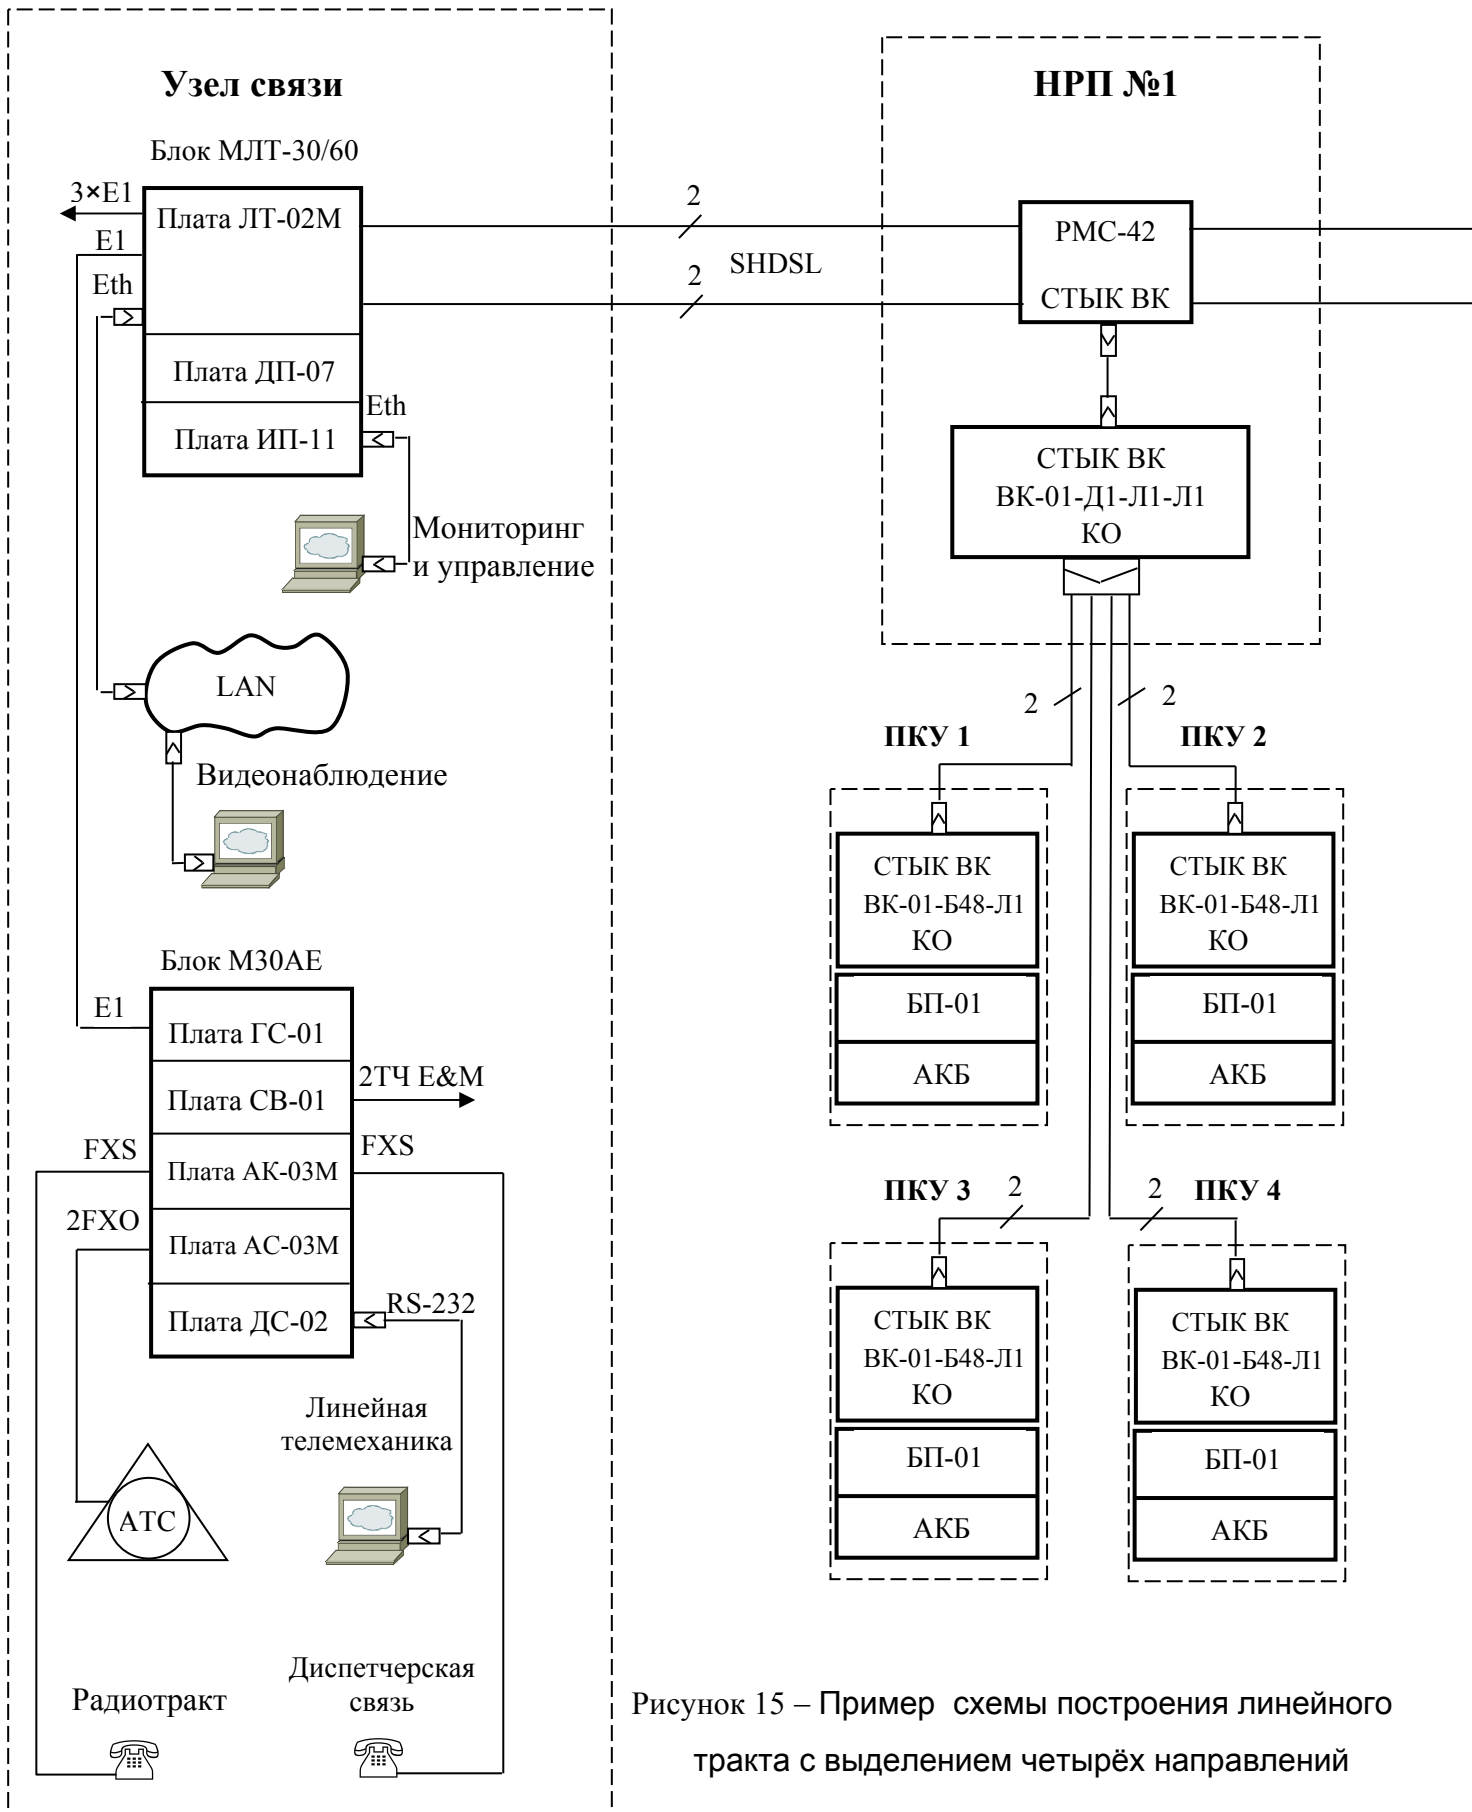 Узел связи
Блок МЛТ-30/60
3×E1
E1
Eth
Плата ЛТ-02М
Плата ДП-07
Плата ИП-11
Eth
Мониторинг
и управление
LAN
Видеонаблюдение
Блок М30АЕ
E1
Плата ГС-01
Плата СВ-01
2ТЧ E&M
FXS
Плата АК-03М
FXS
2FXO
Плата АС-03М
Плата ДС-02
RS-232
Линейная
телемеханика
АТС
Радиотракт
Диспетчерская
связь
2
2
SHDSL
НРП №1
РМС-42
СТЫК ВК
СТЫК ВК
ВК-01-Д1-Л1-Л1
КО
2
2
ПКУ 1
СТЫК ВК
ВК-01-Б48-Л1
КО
БП-01
АКБ
ПКУ 2
СТЫК ВК
ВК-01-Б48-Л1
КО
БП-01
АКБ
ПКУ 3
2
СТЫК ВК
ВК-01-Б48-Л1
КО
БП-01
АКБ
2
ПКУ 4
СТЫК ВК
ВК-01-Б48-Л1
КО
БП-01
АКБ
Рисунок 15 – Пример схемы построения линейного
тракта с выделением четырёх направлений